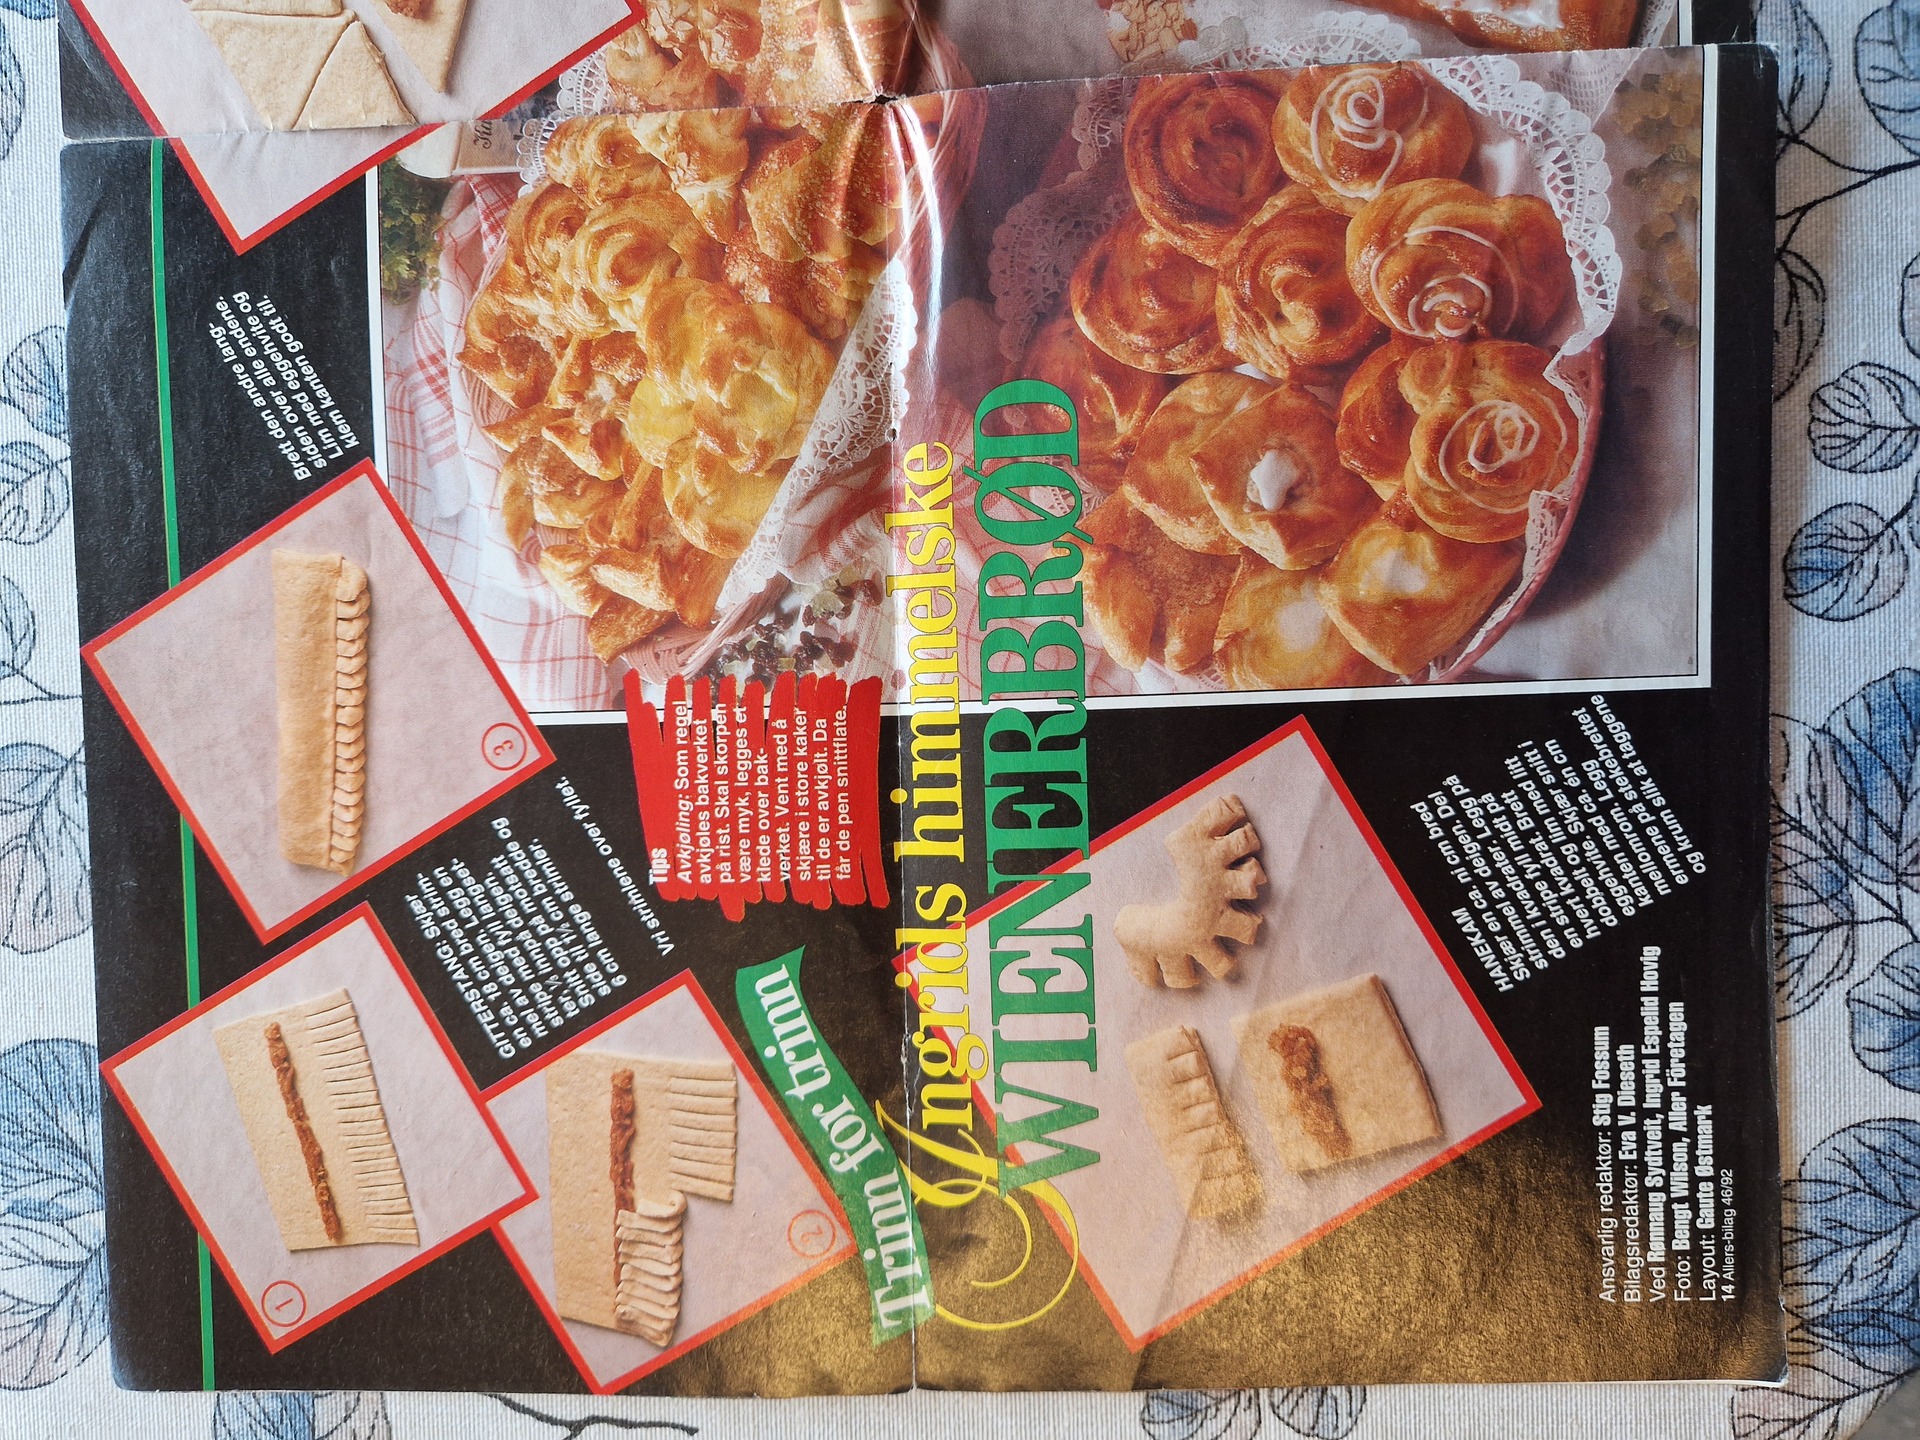 1
Brett den andre lang-
siden over alle endene.
Lim med eggehvite og
klem kanten godt til.
GITTERSTANG: Skjær
en ca. 18 cm bred strim-
mel av deigen. Legg en
stripe med fyll langset-
ter, ⅓ innpå deigen.
Snitt opp på motsatt
side til 1½ cm bredde og
6 cm lange strimler.
3
Vri strimlene over fyllet.
2
Tips
Avkjøling: Som regel
avkjøles bakverket
på rist. Skal skorpen
være myk, legges et
klede over bak-
verket. Vent med å
skjære i store kaker
til de er avkjølt. Da
får de pen snittflate.
Trinn for trinn
Ingrids himmelske
WIENERBRØD
HANEKAM
Skjær en ca. ni cm bred
strimmel av deigen. Del
den i kvadrater. Legg på
en stripe fyll midt på
hvert kvadrat. Brett
dobbelt og lim med litt
eggehvite. Skjær snitt i
kanten med ca. én cm
mellomrom. Legg
ermene på stekebrettet
og krum slik at taggene
Ansvarlig redaktør: Stig Fossum
Bilagsredaktør: Eva V. Dieseth
Ved Rønnaug Sydtveit, Ingrid Espelid Hovig
Foto: Bengt Wilson, Aller Företagen
Layout: Gaute Østmark
14 Allers-bilag 46/92